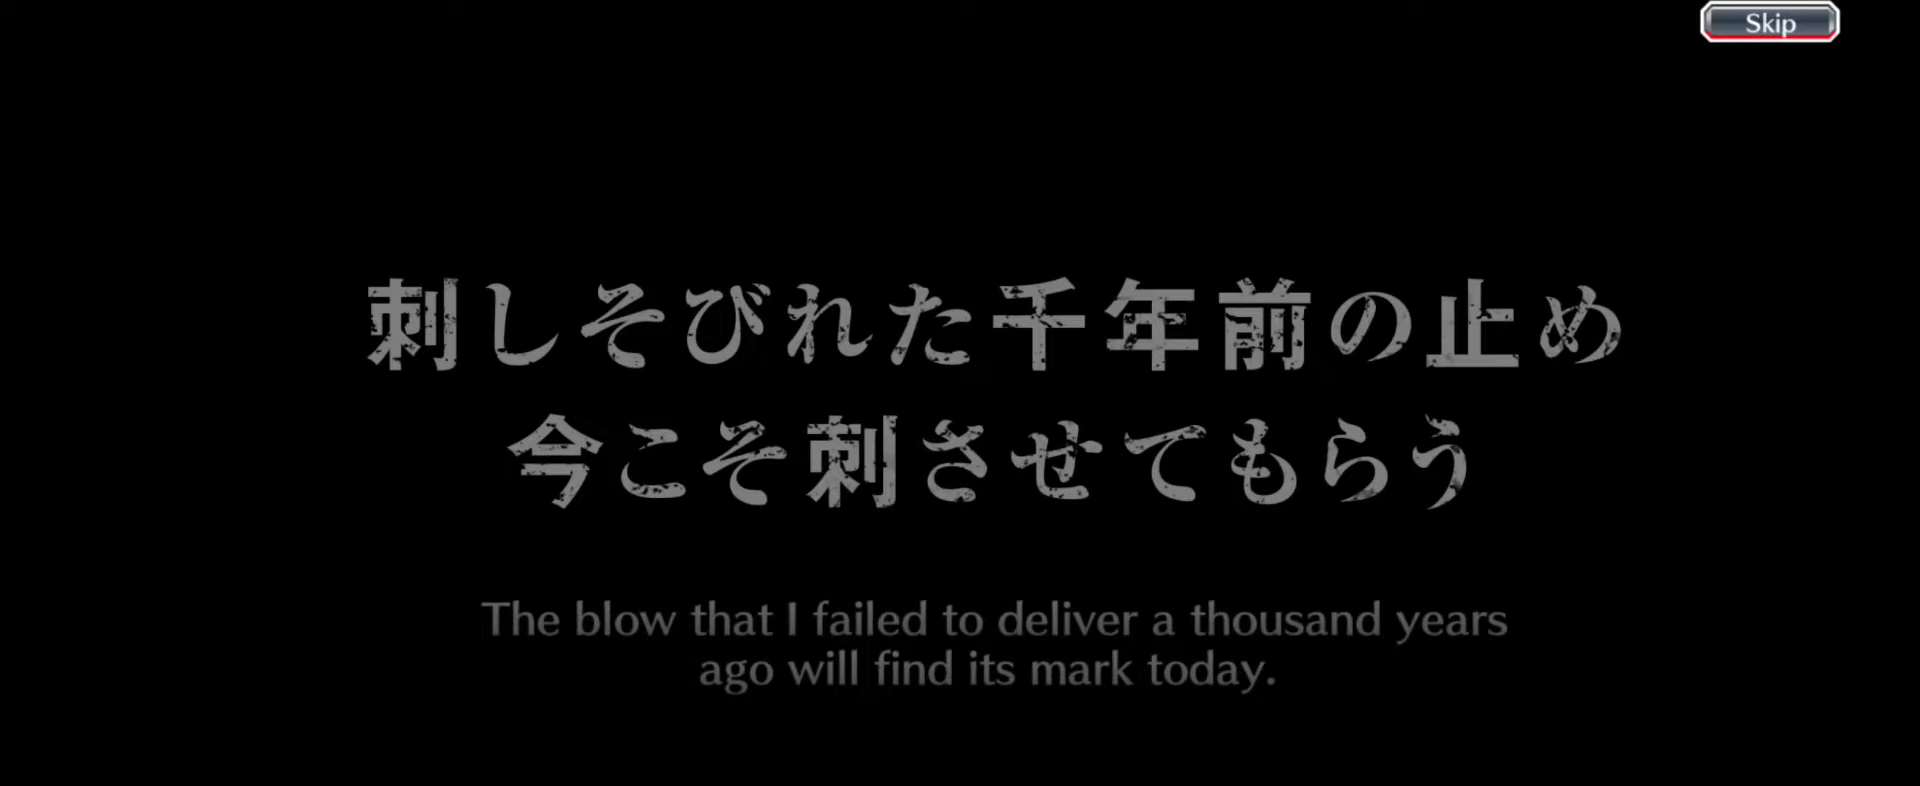 Skip
刺しそびれた千年前の止め
今こそ刺させてもらう
The blow that I failed to deliver a thousand years
ago will find its mark today.